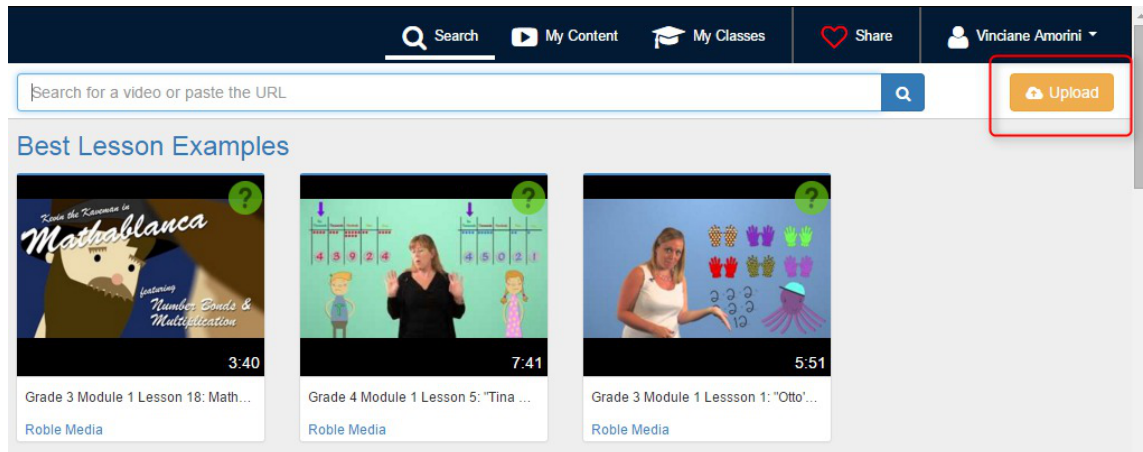 Search My Content My Classes Share Vinciane Amorini
Search for a video or paste the URL Upload
Best Lesson Examples
Kevin the Kaveman in
Mathablanca
featuring
Number Bonds &
Multiplication
3:40
Grade 3 Module 1 Lesson 18: Math...
Roble Media
4 5 9 2 4
4 5 0 2 1
7:41
Grade 4 Module 1 Lesson 5: "Tina ...
Roble Media
5:51
Grade 3 Module 1 Lessson 1: "Otto'...
Roble Media